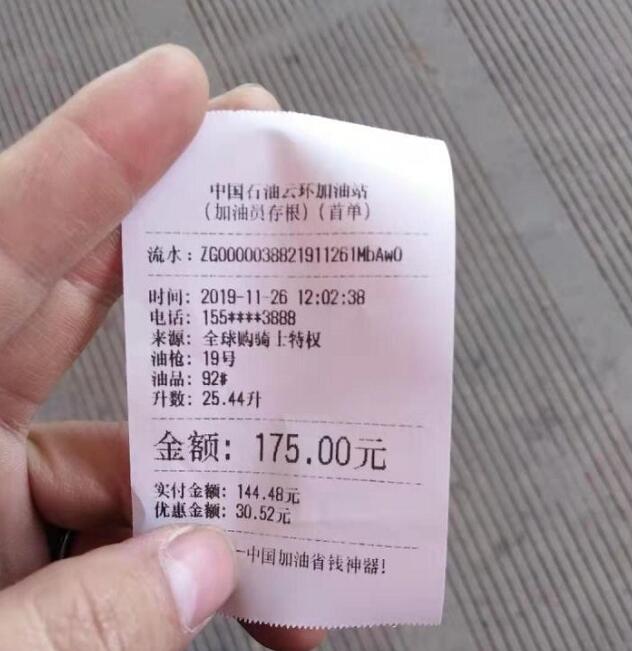 中国石油云环加油站
（加油员存根）（首单）
流水：ZG0000038821911261MbAwO
时间：2019-11-26 12:02:38
电话：155****3888
来源：全球购骑士特权
油枪：19号
油品：92#
升数：25.44升
金额：175.00元
实付金额：144.48元
优惠金额：30.52元
一中国加油省钱神器！